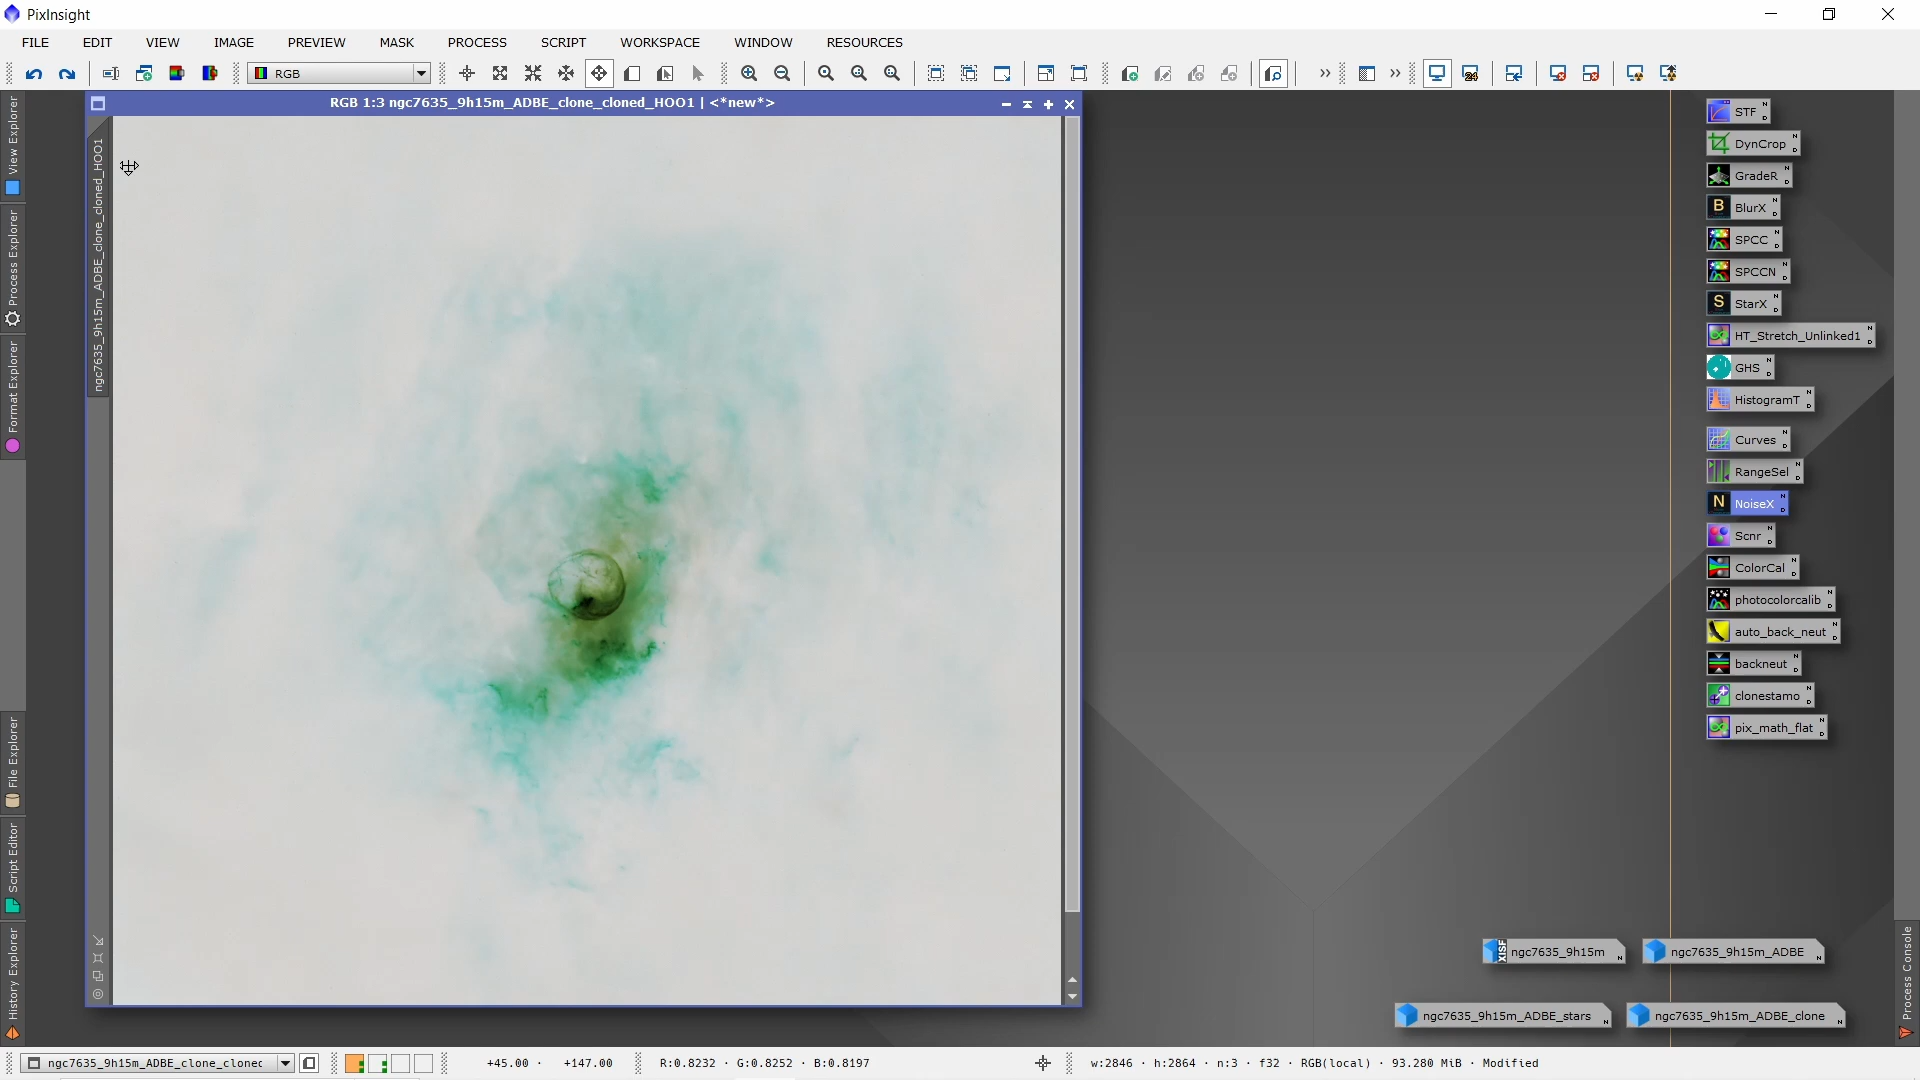 PixInsight
FILE EDIT VIEW IMAGE PREVIEW MASK PROCESS SCRIPT WORKSPACE WINDOW RESOURCES
RGB
24
RGB 1:3 ngc7635_9h15m_ADBE_clone_cloned_HOO1 | <*new*>
ngc7635_9h15m_ADBE_clone_cloned_HOO1
View Explorer
Process Explorer
Format Explorer
File Explorer
Script Editor
History Explorer
STF
DynCrop
GradeR
BlurX
SPCC
SPCCN
StarX
HT_Stretch_Unlinked1
GHS
HistogramT
Curves
RangeSel
NoiseX
Scnr
ColorCal
photocolorcalib
auto_back_neut
backneut
clonestamo
pix_math_flat
XISF ngc7635_9h15m
ngc7635_9h15m_ADBE
ngc7635_9h15m_ADBE_stars
ngc7635_9h15m_ADBE_clone
Process Console
ngc7635_9h15m_ADBE_clone_clonec
+45.00 · +147.00
R:0.8232 · G:0.8252 · B:0.8197
w:2846 · h:2864 · n:3 · f32 · RGB(local) · 93.280 MiB · Modified